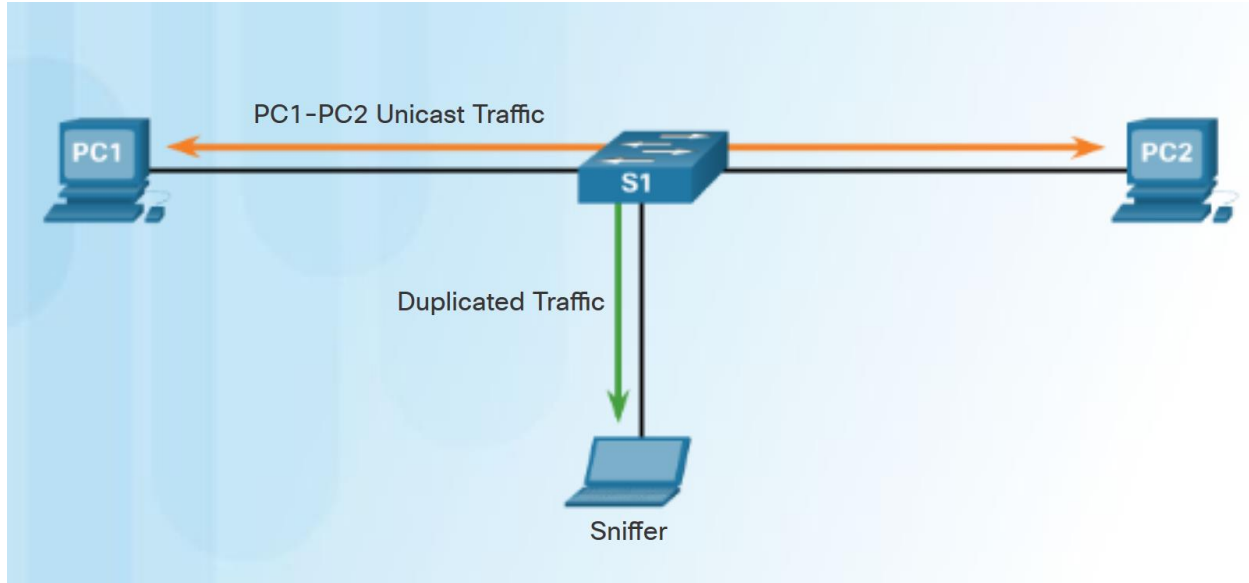 PC1-PC2 Unicast Traffic
PC1
S1
PC2
Duplicated Traffic
Sniffer